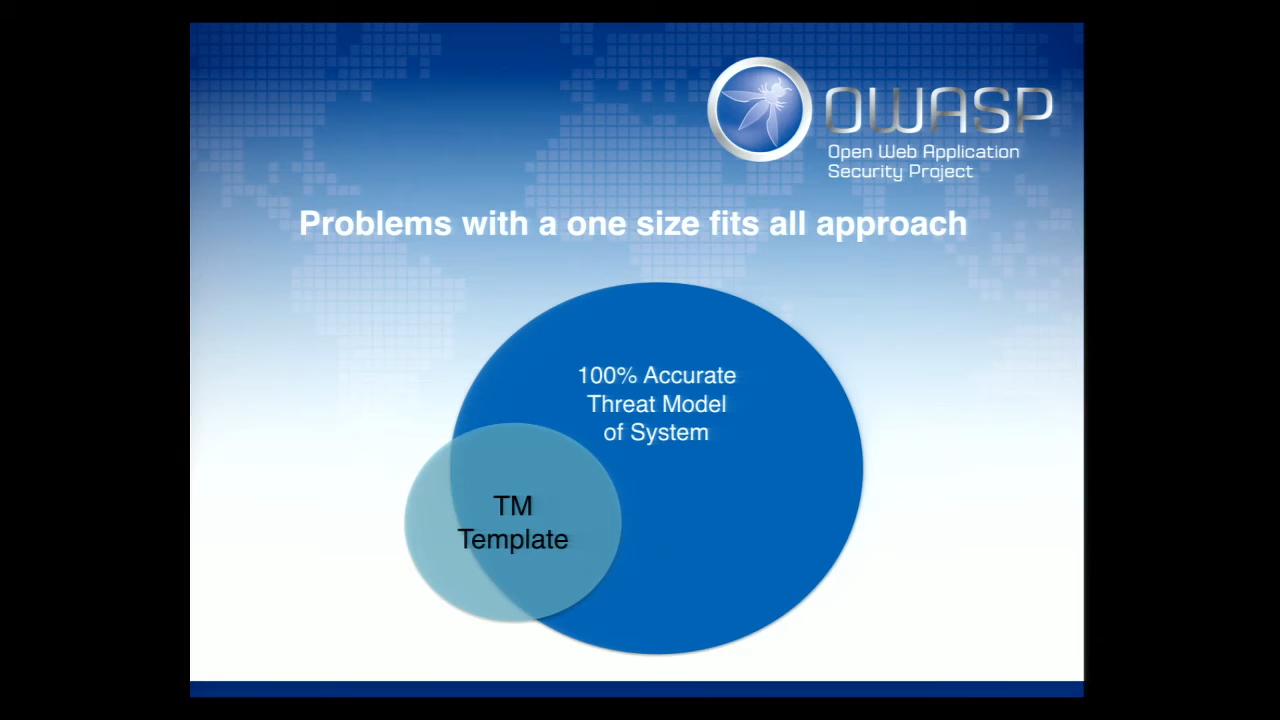 OWASP
Open Web Application
Security Project
Problems with a one size fits all approach
100% Accurate
Threat Model
of System
TM
Template